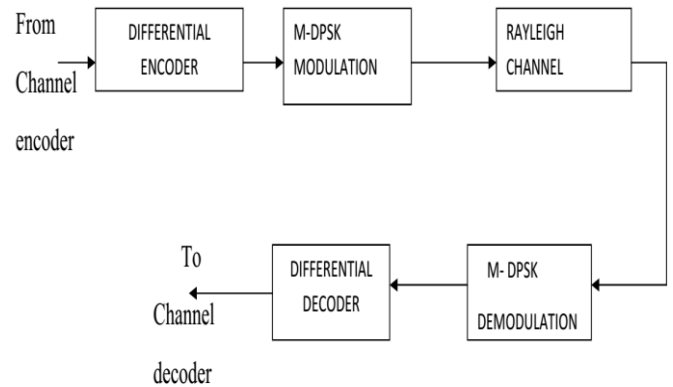 From
Channel
encoder
DIFFERENTIAL
ENCODER
M-DPSK
MODULATION
RAYLEIGH
CHANNEL
To
Channel
decoder
DIFFERENTIAL
DECODER
M- DPSK
DEMODULATION